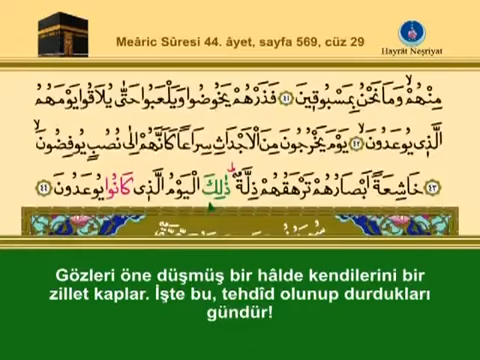 Meâric Sûresi 44. âyet, sayfa 569, cüz 29
Hayrât Neşriyat
مِنْهُمْ وَمَا نَحْنُ بِمَسْبُوقِينَ ﴿٤١﴾ فَذَرْهُمْ يَخُوضُوا وَيَلْعَبُوا حَتّٰى يُلَاقُوا يَوْمَهُمُ
الَّذ۪ي يُوعَدُونَ ﴿٤٢﴾ يَوْمَ يَخْرُجُونَ مِنَ الْاَجْدَاثِ سِرَاعًا كَاَنَّهُمْ اِلٰى نُصُبٍ يُوفِضُونَ
﴿٤٣﴾ خَاشِعَةً اَبْصَارُهُمْ تَرْهَقُهُمْ ذِلَّةٌ ذٰلِكَ الْيَوْمُ الَّذ۪ي كَانُوا يُوعَدُونَ ﴿٤٤﴾
Gözleri öne düşmüş bir hâlde kendilerini bir
zillet kaplar. İşte bu, tehdîd olunup durdukları
gündür!